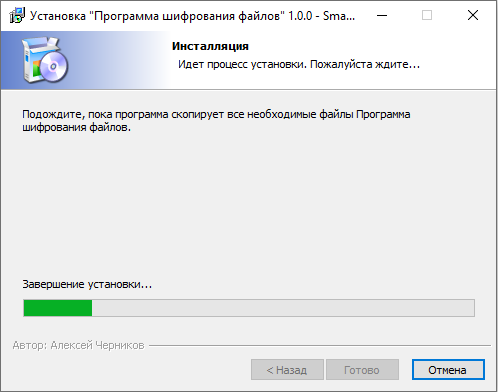 Установка "Программа шифрования файлов" 1.0.0 - Sma...
Инсталляция
Идет процесс установки. Пожалуйста ждите...
Подождите, пока программа скопирует все необходимые файлы Программа
шифрования файлов.
Завершение установки...
Автор: Алексей Черников
< Назад
Готово
Отмена